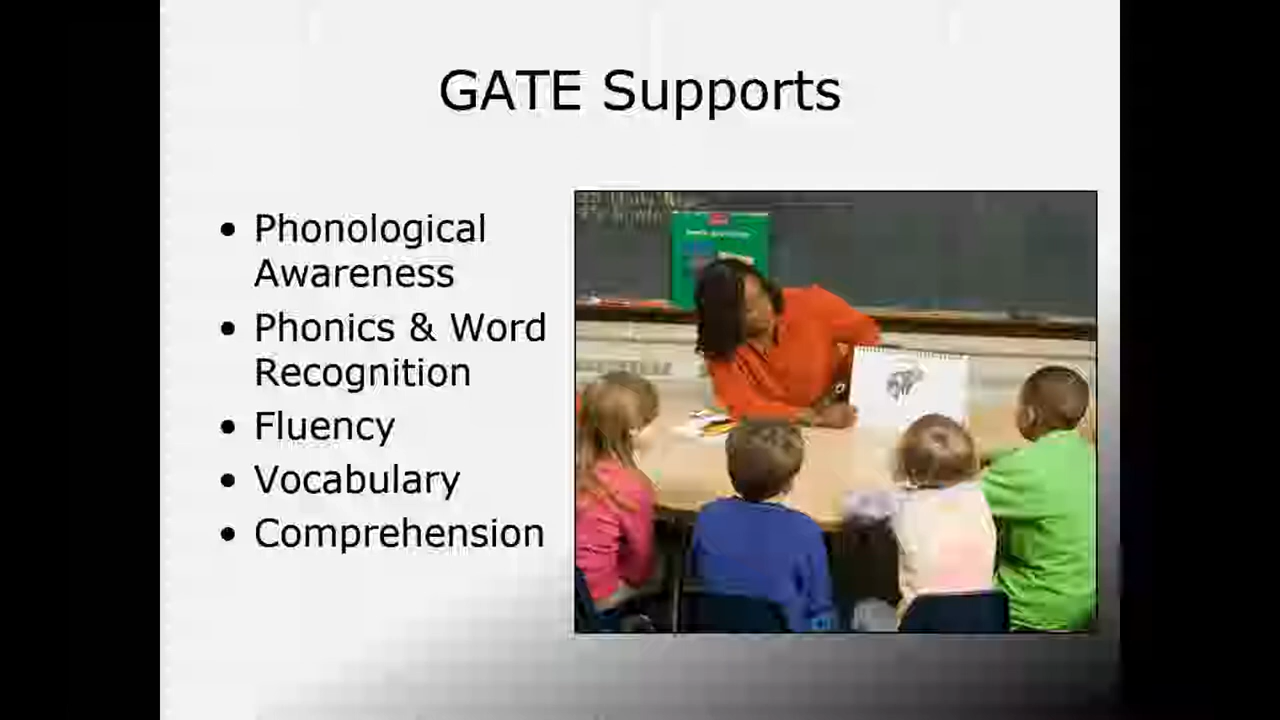 GATE Supports
• Phonological
Awareness
• Phonics & Word
Recognition
• Fluency
• Vocabulary
• Comprehension